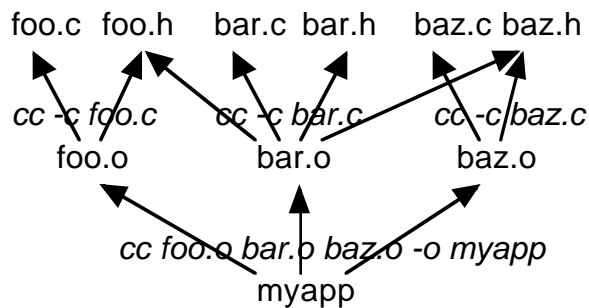 foo.c foo.h bar.c bar.h baz.c baz.h
cc -c foo.c cc -c bar.c cc -c baz.c
foo.o bar.o baz.o
cc foo.o bar.o baz.o -o myapp
myapp